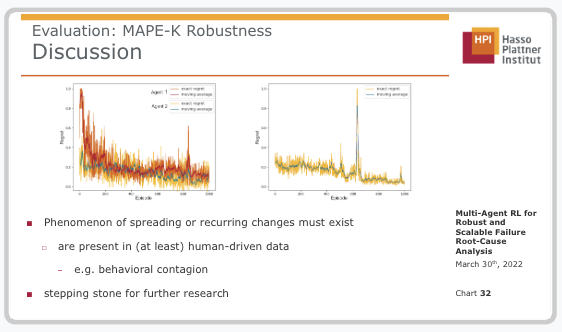 Evaluation: MAPE-K Robustness
Discussion
HPI
Hasso
Plattner
Institut
Agent 1
exact regret
moving average
Agent 2
exact regret
moving average
Regret
Episode
exact regret
moving average
Regret
Episode
Phenomenon of spreading or recurring changes must exist
are present in (at least) human-driven data
– e.g. behavioral contagion
stepping stone for further research
Multi-Agent RL for
Robust and
Scalable Failure
Root-Cause
Analysis
March 30th, 2022
Chart 32